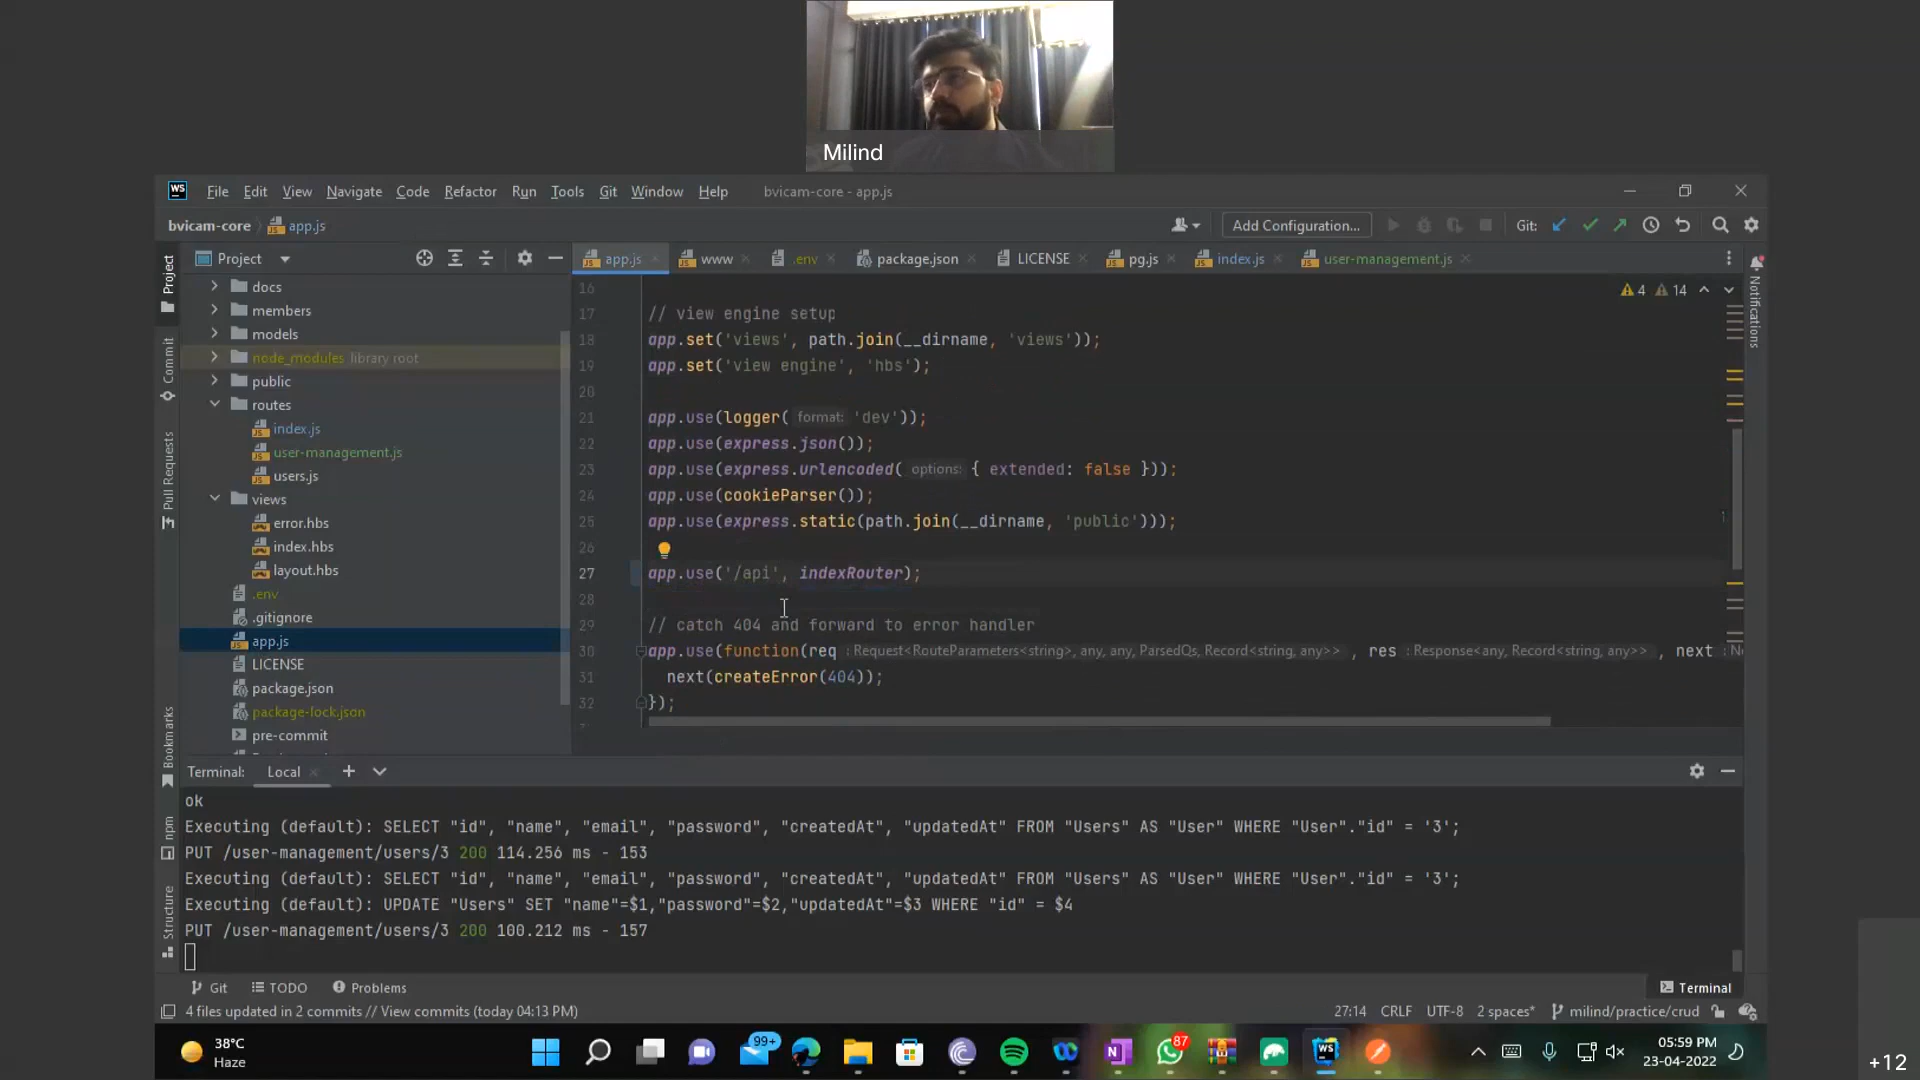 Milind
WS File Edit View Navigate Code Refactor Run Tools Git Window Help bvicam-core - app.js
bvicam-core app.js Add Configuration... Git:
Project app.js www .env package.json LICENSE pg.js index.js user-management.js
Project
Commit
Pull Requests
Bookmarks
npm
Structure
Notifications
docs
members
models
node_modules library root
public
routes
index.js
user-management.js
users.js
views
error.hbs
index.hbs
layout.hbs
.env
.gitignore
app.js
LICENSE
package.json
package-lock.json
pre-commit
4 14
16
17 // view engine setup
18 app.set('views', path.join(__dirname, 'views'));
19 app.set('view engine', 'hbs');
20
21 app.use(logger( format: 'dev'));
22 app.use(express.json());
23 app.use(express.urlencoded( options: { extended: false }));
24 app.use(cookieParser());
25 app.use(express.static(path.join(__dirname, 'public')));
26
27 app.use('/api', indexRouter);
28
29 // catch 404 and forward to error handler
30 app.use(function(req : Request<RouteParameters<string>, any, any, ParsedQs, Record<string, any>> , res : Response<any, Record<string, any>> , next
31 next(createError(404));
32 });
Terminal: Local
ok
Executing (default): SELECT "id", "name", "email", "password", "createdAt", "updatedAt" FROM "Users" AS "User" WHERE "User"."id" = '3';
PUT /user-management/users/3 200 114.256 ms - 153
Executing (default): SELECT "id", "name", "email", "password", "createdAt", "updatedAt" FROM "Users" AS "User" WHERE "User"."id" = '3';
Executing (default): UPDATE "Users" SET "name"=$1,"password"=$2,"updatedAt"=$3 WHERE "id" = $4
PUT /user-management/users/3 200 100.212 ms - 157
Git TODO Problems Terminal
4 files updated in 2 commits // View commits (today 04:13 PM) 27:14 CRLF UTF-8 2 spaces* milind/practice/crud
38°C
Haze
99+
87
05:59 PM
23-04-2022
+12